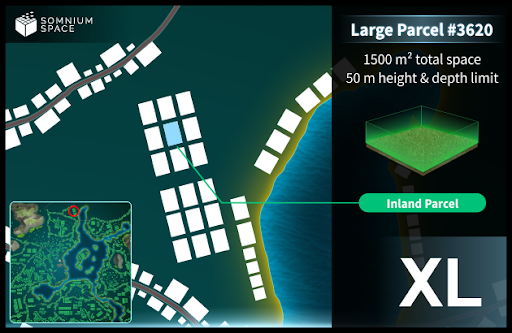 SOMNIUM
SPACE
Large Parcel #3620
1500 m² total space
50 m height & depth limit
Inland Parcel
XL